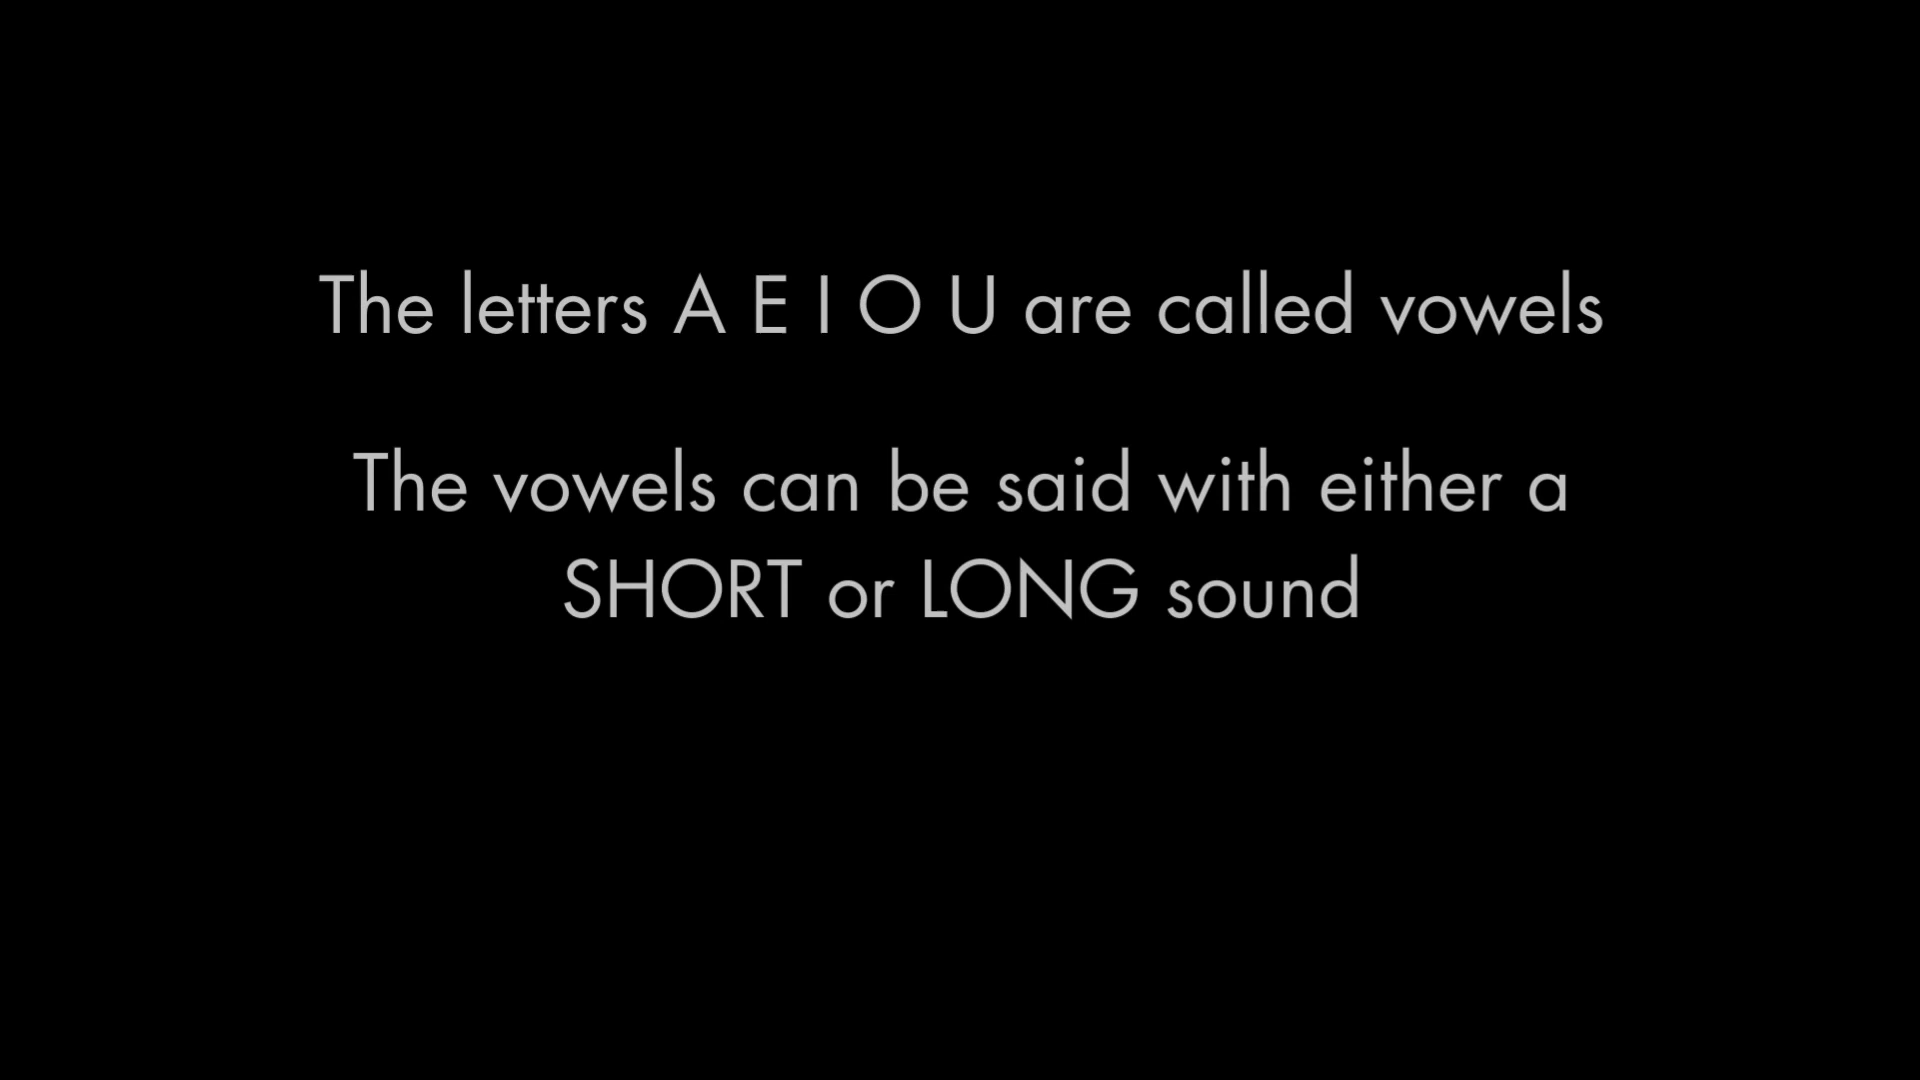 The letters A E I O U are called vowels
The vowels can be said with either a
SHORT or LONG sound